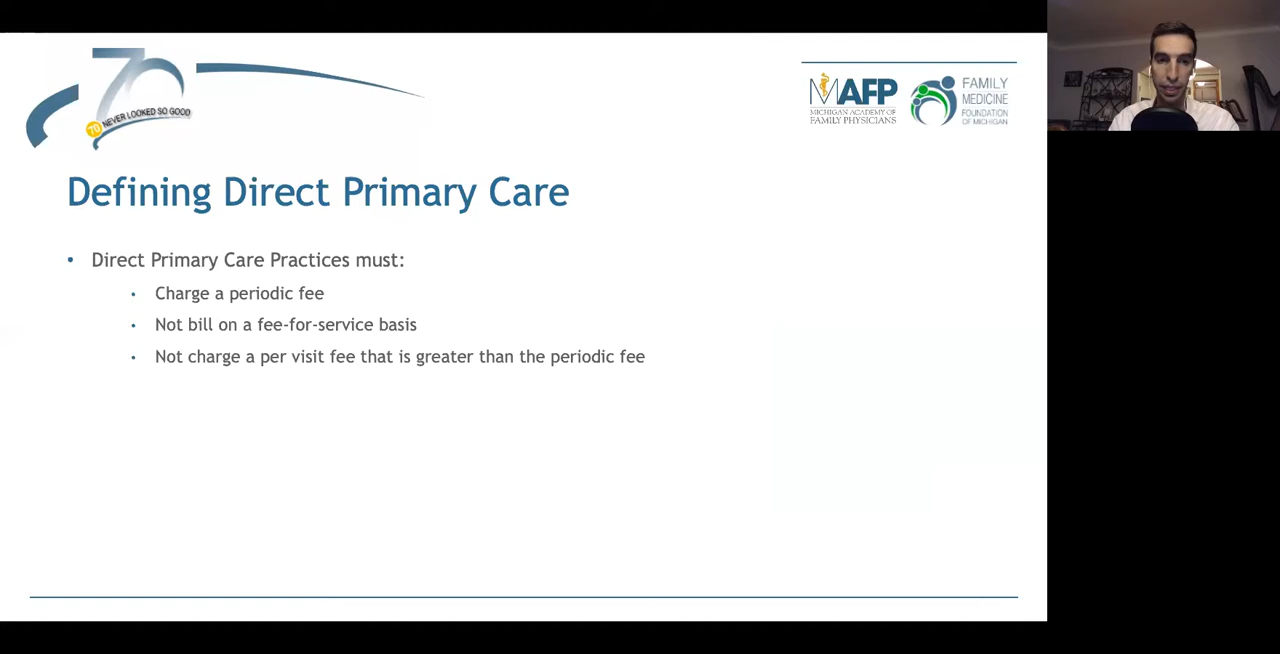 70
70 NEVER LOOKED SO GOOD
MAFP
MICHIGAN ACADEMY OF
FAMILY PHYSICIANS
FAMILY
MEDICINE
FOUNDATION
OF MICHIGAN
Defining Direct Primary Care
• Direct Primary Care Practices must:
• Charge a periodic fee
• Not bill on a fee-for-service basis
• Not charge a per visit fee that is greater than the periodic fee